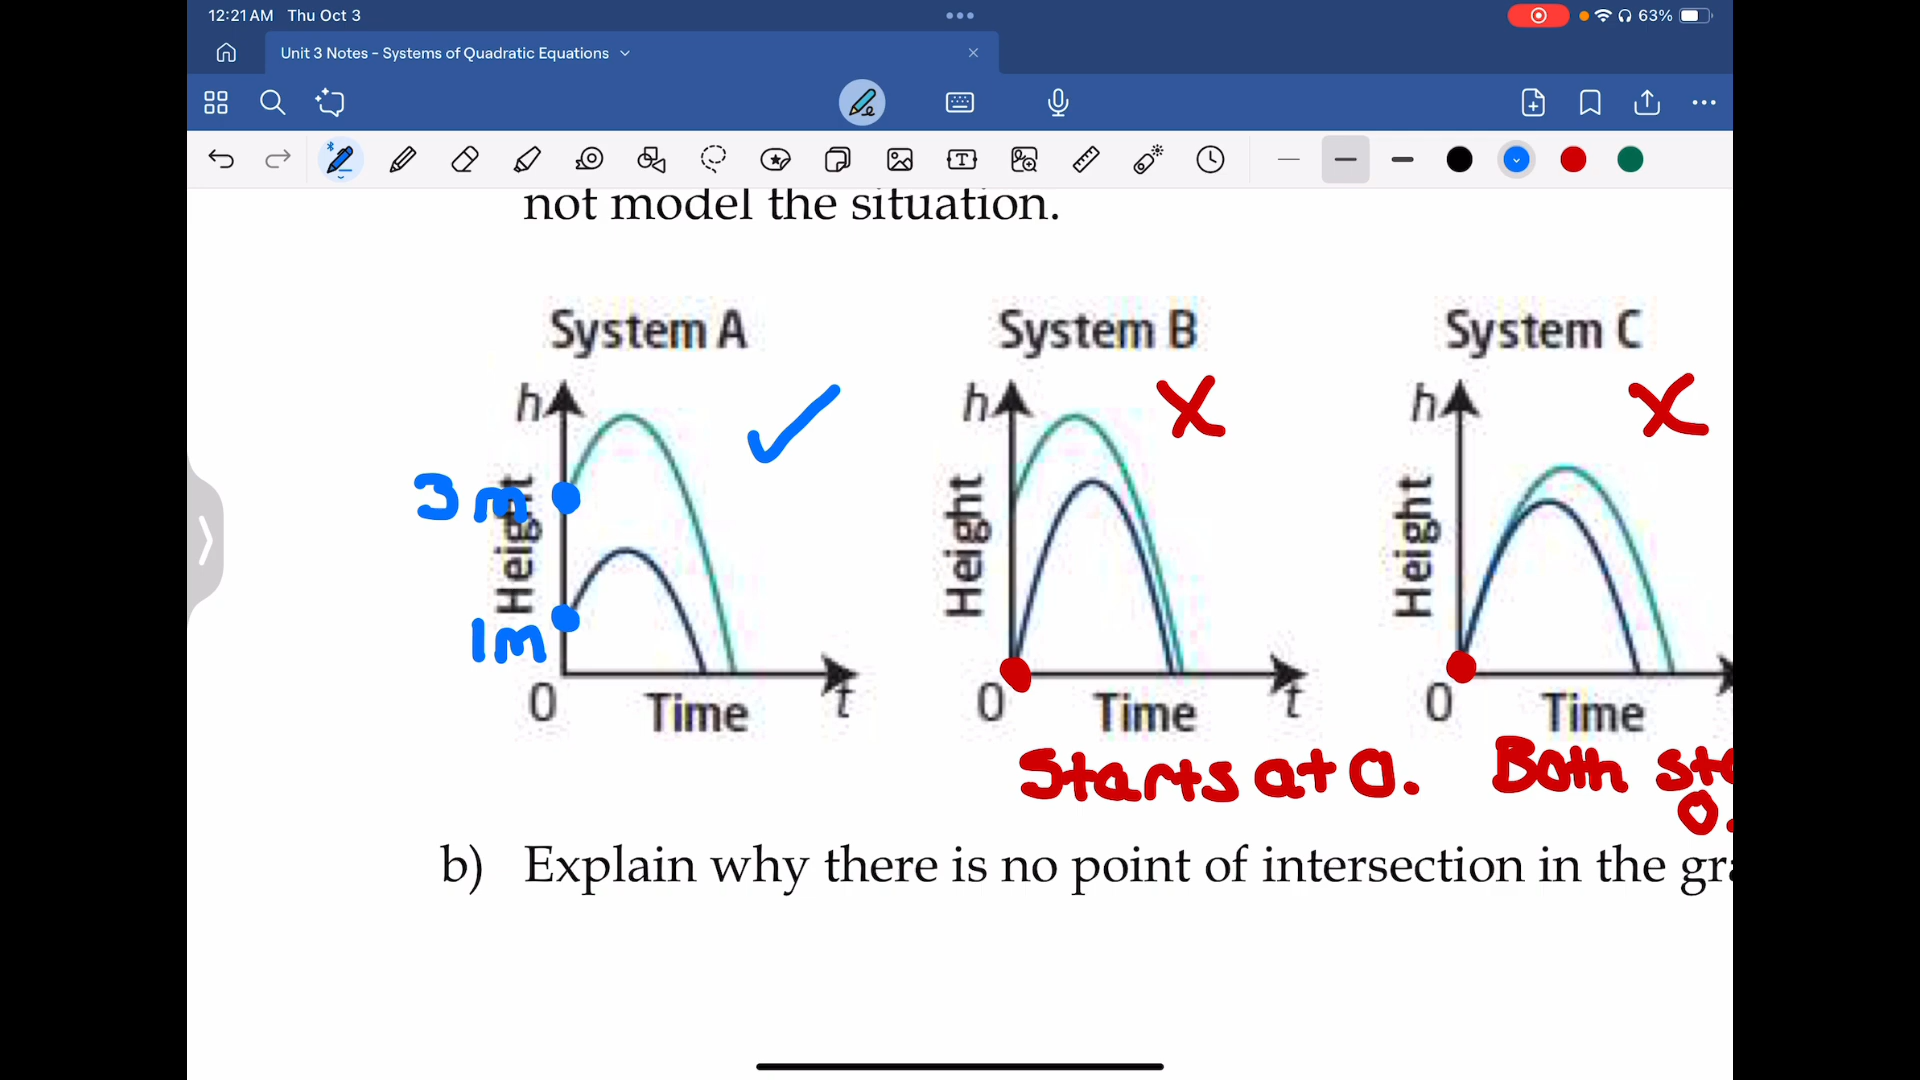 12:21 AM Thu Oct 3
63%
Unit 3 Notes - Systems of Quadratic Equations
not model the situation.
System A
System B
System C
h
h
h
3 m
Height
Height
Height
1m
0
Time
t
0
Time
t
0
Time
Starts at 0.
Both sta
0.
b) Explain why there is no point of intersection in the gra